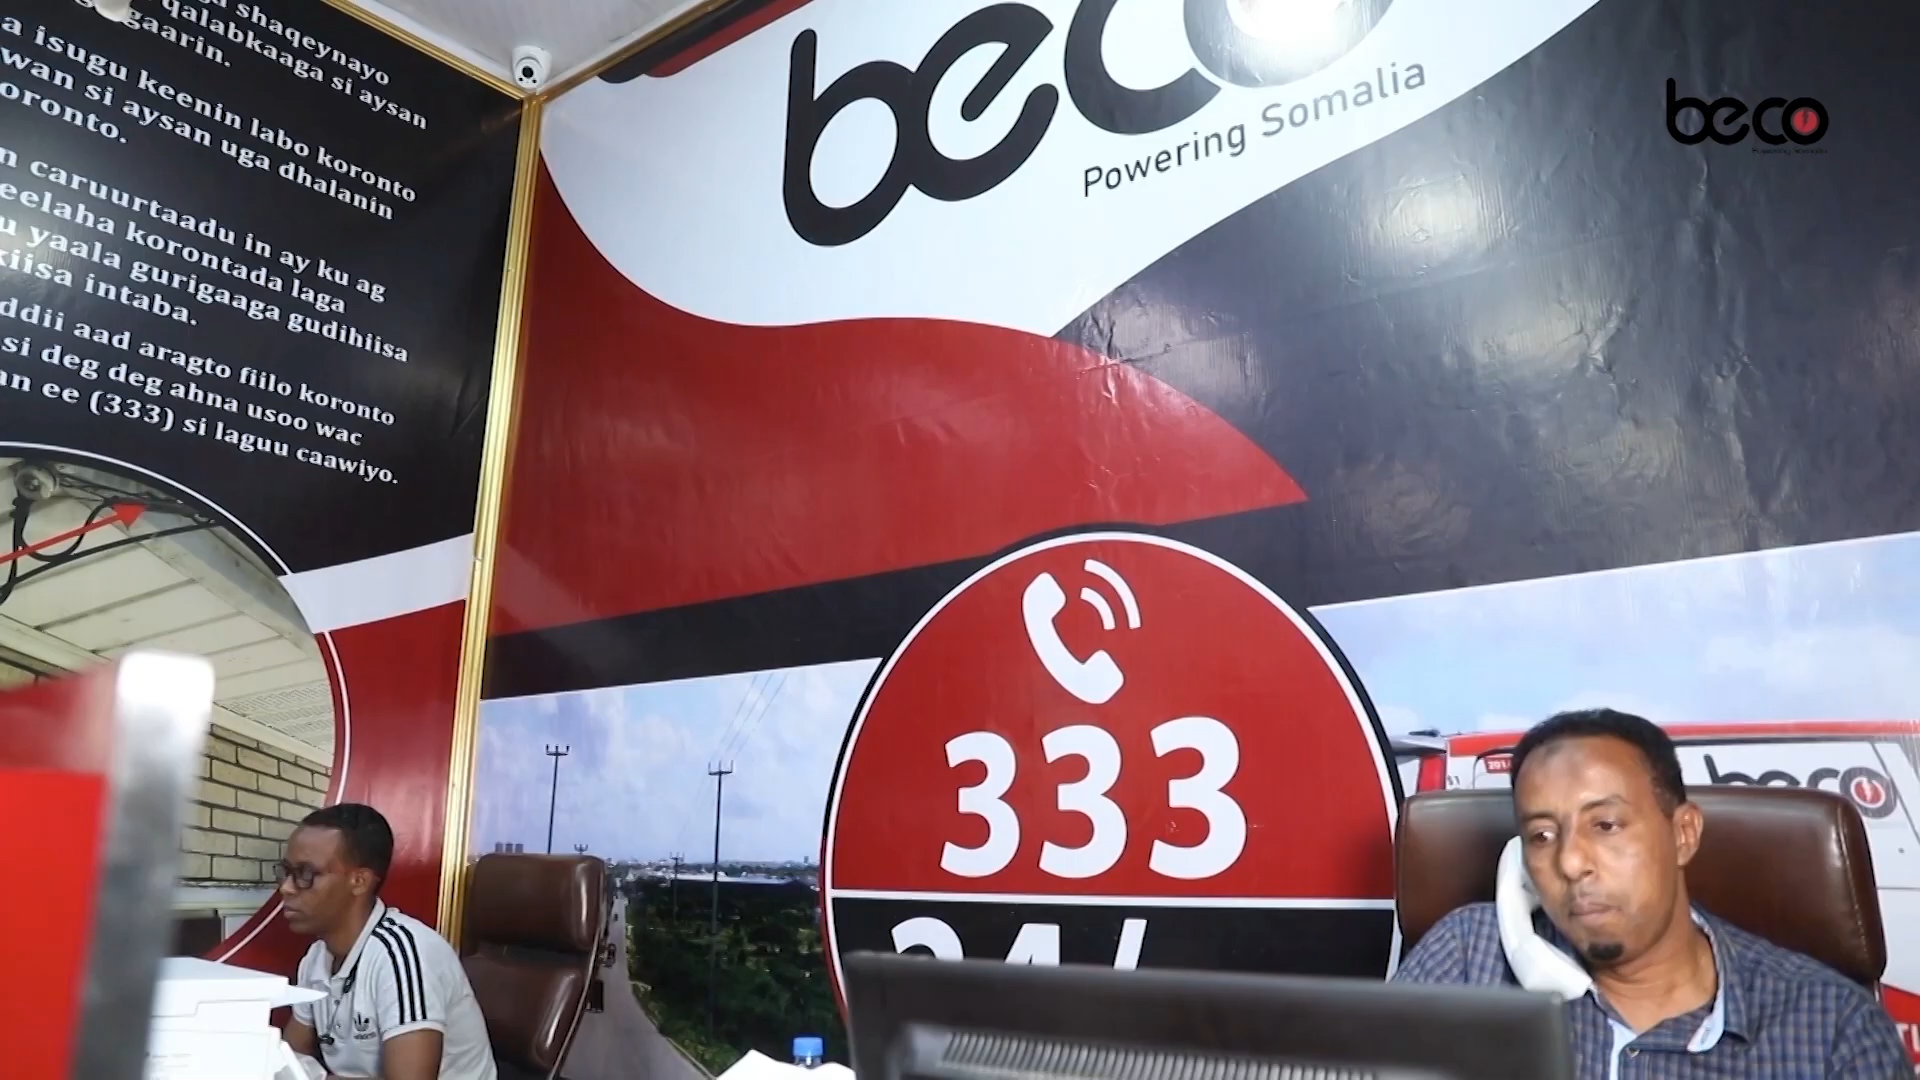 shaqeynayo
qalabkaaga si aysan
gaarin.
a isugu keenin labo koronto
wan si aysan uga dhalanin
oronto.
n caruurtaadu in ay ku ag
eelaha korontada laga
u yaala gurigaaga gudihiisa
kiisa intaba.
ddii aad aragto fiilo koronto
si deg deg ahna usoo wac
an ee (333) si laguu caawiyo.
beco
Powering Somalia
beco
333
24/
beco